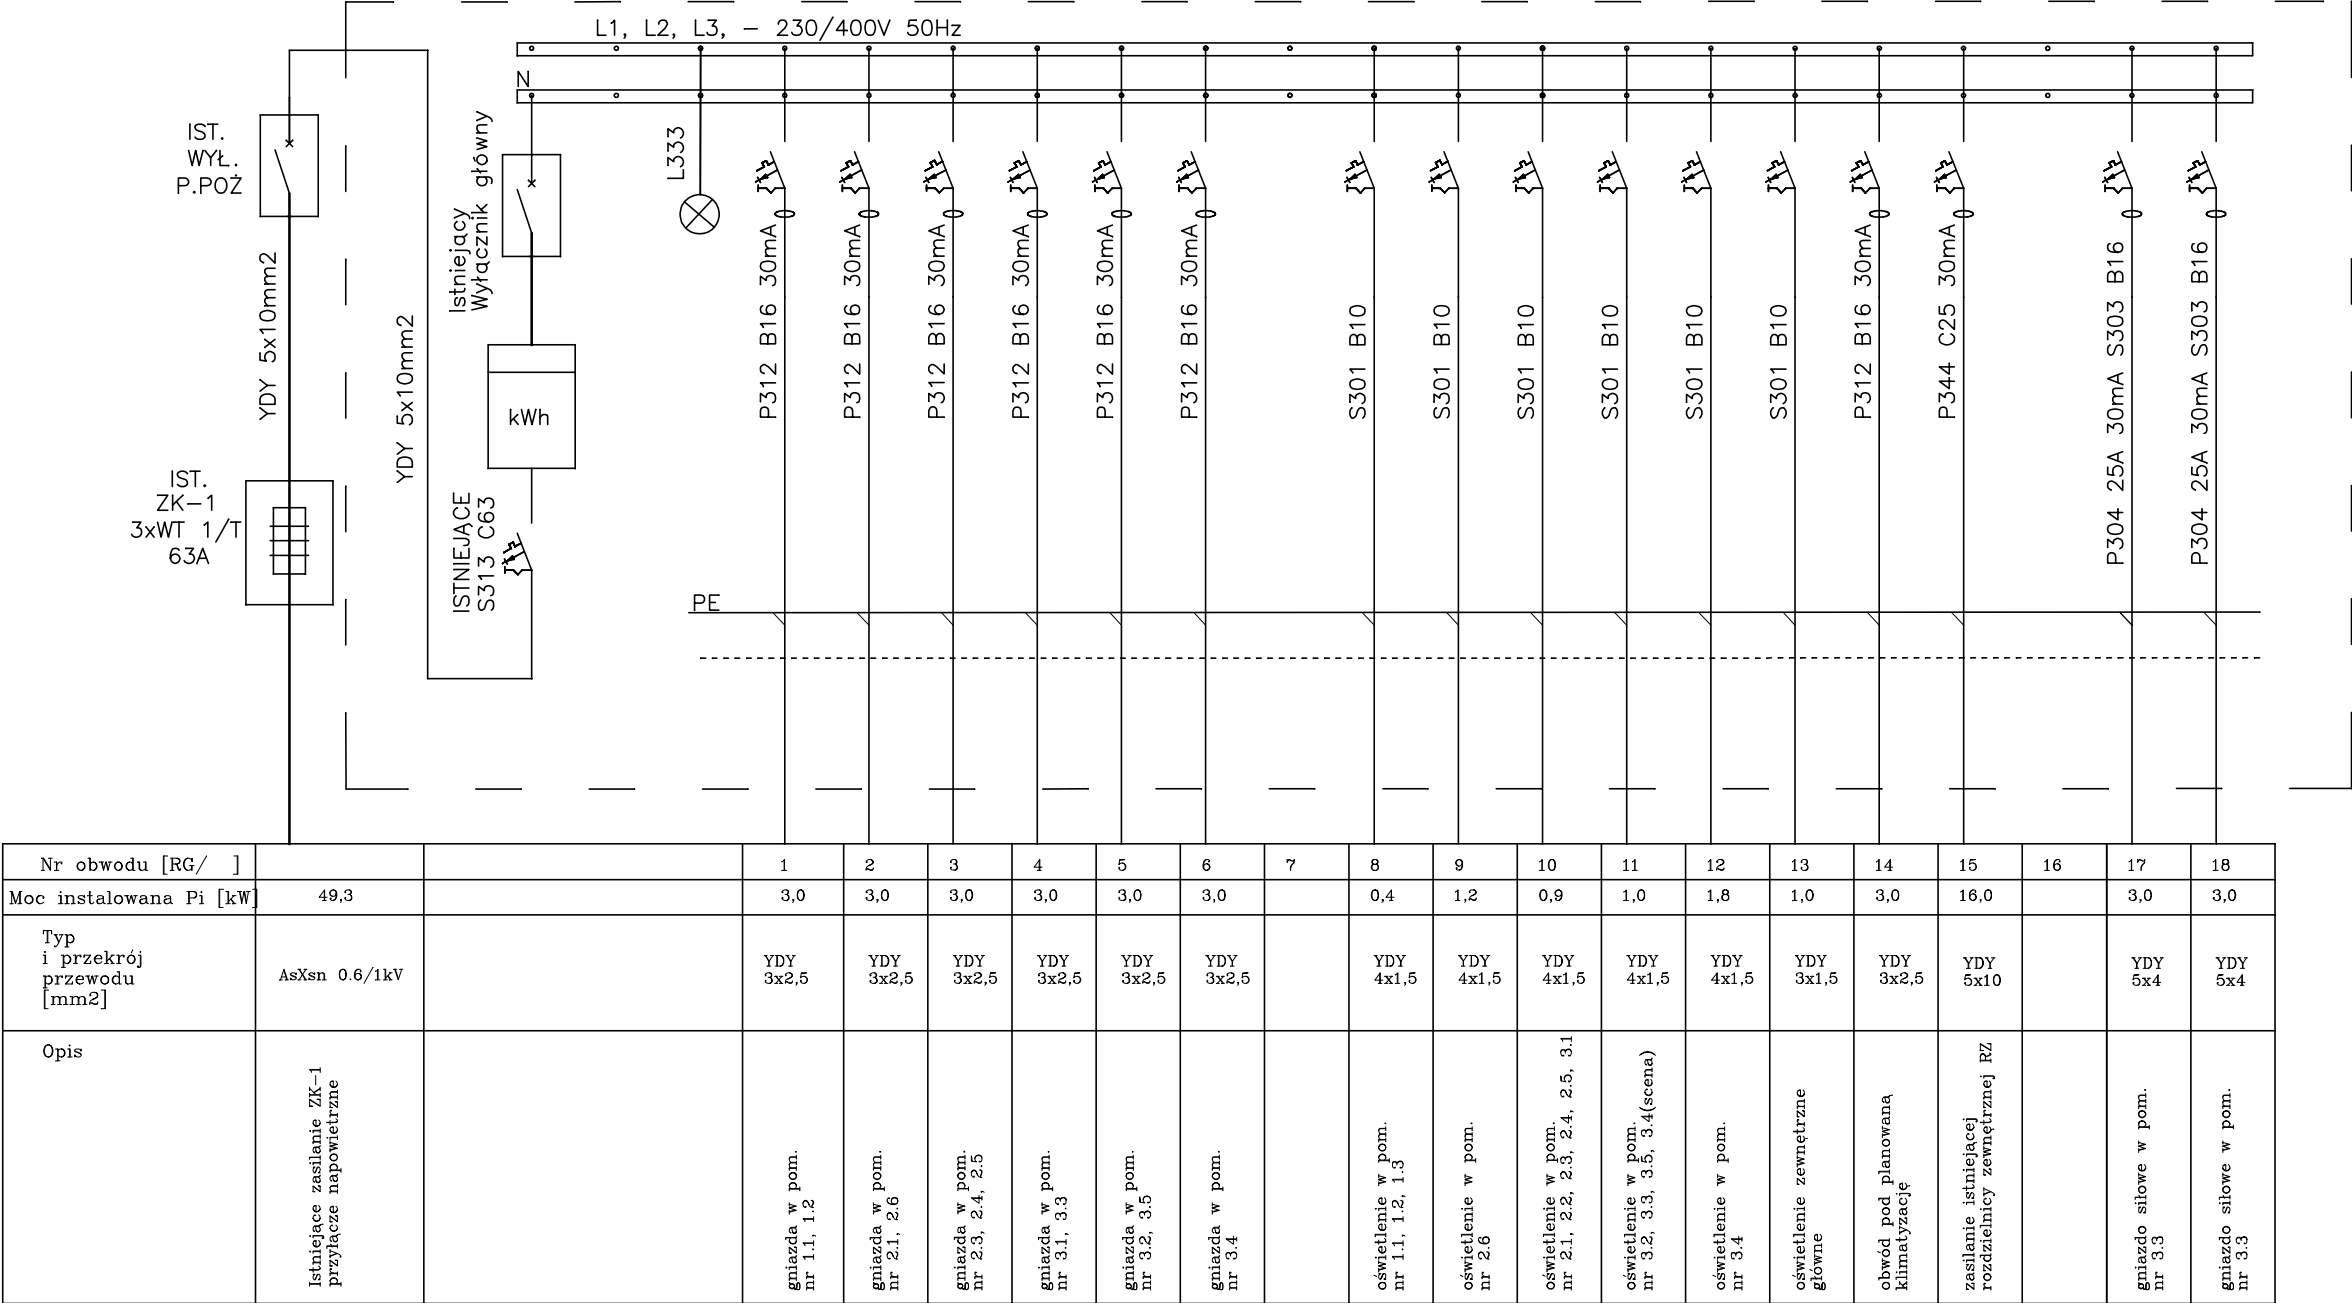 L1, L2, L3, – 230/400V 50Hz
N
IST.
WYŁ.
P.POŻ
YDY 5x10mm2
IST.
ZK–1
3xWT 1/T
63A
YDY 5x10mm2
Istniejący
Wyłącznik główny
kWh
ISTNIEJĄCE
S313 C63
L333
P312 B16 30mA
P312 B16 30mA
P312 B16 30mA
P312 B16 30mA
P312 B16 30mA
P312 B16 30mA
S301 B10
S301 B10
S301 B10
S301 B10
S301 B10
S301 B10
P312 B16 30mA
P344 C25 30mA
P304 25A 30mA S303 B16
P304 25A 30mA S303 B16
PE
Nr obwodu [RG/ ] 1 2 3 4 5 6 7 8 9 10 11 12 13 14 15 16 17 18
Moc instalowana Pi [kW] 49,3 3,0 3,0 3,0 3,0 3,0 3,0 0,4 1,2 0,9 1,0 1,8 1,0 3,0 16,0 3,0 3,0
Typ
i przekrój
przewodu
[mm2]
AsXsn 0.6/1kV
YDY
3x2,5
YDY
3x2,5
YDY
3x2,5
YDY
3x2,5
YDY
3x2,5
YDY
3x2,5
YDY
4x1,5
YDY
4x1,5
YDY
4x1,5
YDY
4x1,5
YDY
4x1,5
YDY
3x1,5
YDY
3x2,5
YDY
5x10
YDY
5x4
YDY
5x4
Opis
Istniejące zasilanie ZK–1
przyłącze napowietrzne
gniazda w pom.
nr 1.1, 1.2
gniazda w pom.
nr 2.1, 2.6
gniazda w pom.
nr 2.3, 2.4, 2.5
gniazda w pom.
nr 3.1, 3.3
gniazda w pom.
nr 3.2, 3.5
gniazda w pom.
nr 3.4
oświetlenie w pom.
nr 1.1, 1.2, 1.3
oświetlenie w pom.
nr 2.6
oświetlenie w pom.
nr 2.1, 2.2, 2.3, 2.4, 2.5, 3.1
oświetlenie w pom.
nr 3.2, 3.3, 3.5, 3.4(scena)
oświetlenie w pom.
nr 3.4
oświetlenie zewnętrzne
główne
obwód pod planowaną
klimatyzację
zasilanie istniejącej
rozdzielnicy zewnętrznej RZ
gniazdo siłowe w pom.
nr 3.3
gniazdo siłowe w pom.
nr 3.3